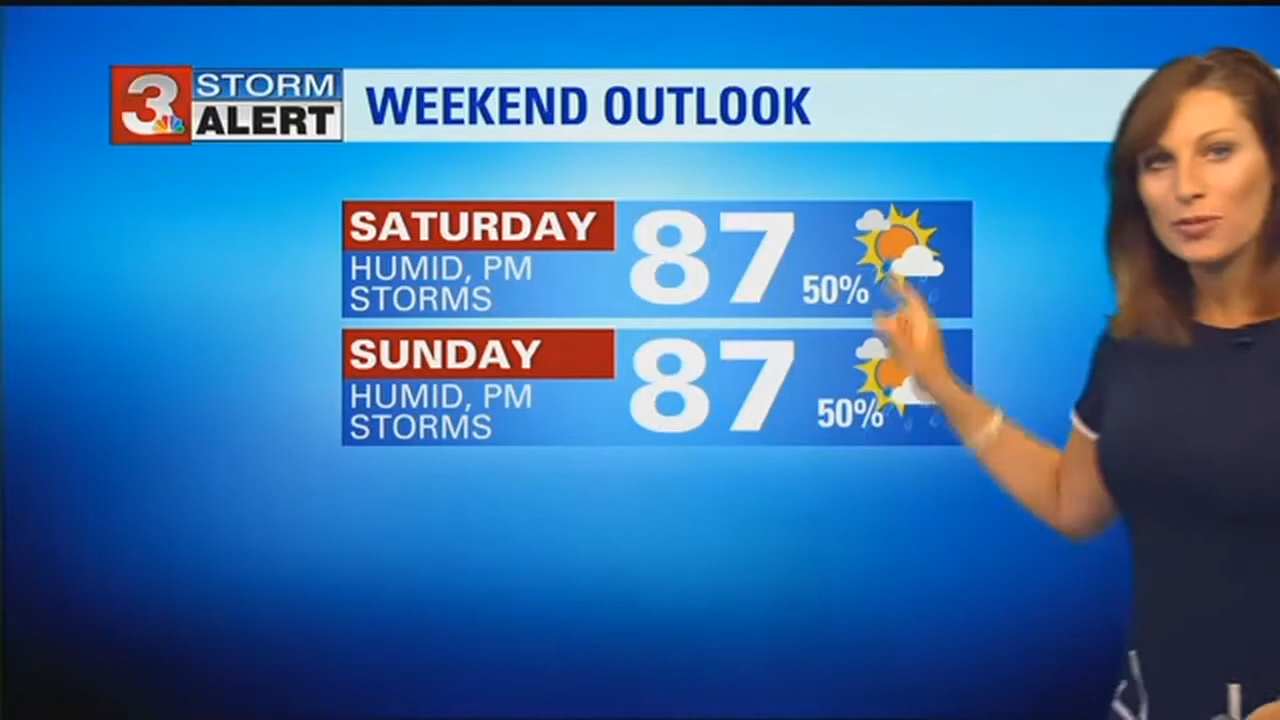 3 STORM
ALERT
WEEKEND OUTLOOK
SATURDAY
HUMID, PM
STORMS
87
50%
SUNDAY
HUMID, PM
STORMS
87
50%